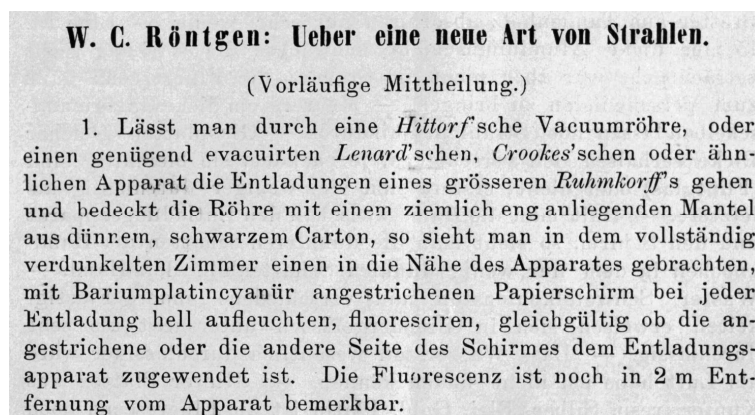 W. C. Röntgen: Ueber eine neue Art von Strahlen.
(Vorläufige Mittheilung.)
1. Lässt man durch eine Hittorf'sche Vacuumröhre, oder
einen genügend evacuirten Lenard'schen, Crookes'schen oder ähn-
lichen Apparat die Entladungen eines grösseren Ruhmkorff's gehen
und bedeckt die Röhre mit einem ziemlich eng anliegenden Mantel
aus dünnem, schwarzem Carton, so sieht man in dem vollständig
verdunkelten Zimmer einen in die Nähe des Apparates gebrachten,
mit Bariumplatincyanür angestrichenen Papierschirm bei jeder
Entladung hell aufleuchten, fluoresciren, gleichgültig ob die an-
gestrichene oder die andere Seite des Schirmes dem Entladungs-
apparat zugewendet ist. Die Fluorescenz ist noch in 2 m Ent-
fernung vom Apparat bemerkbar.